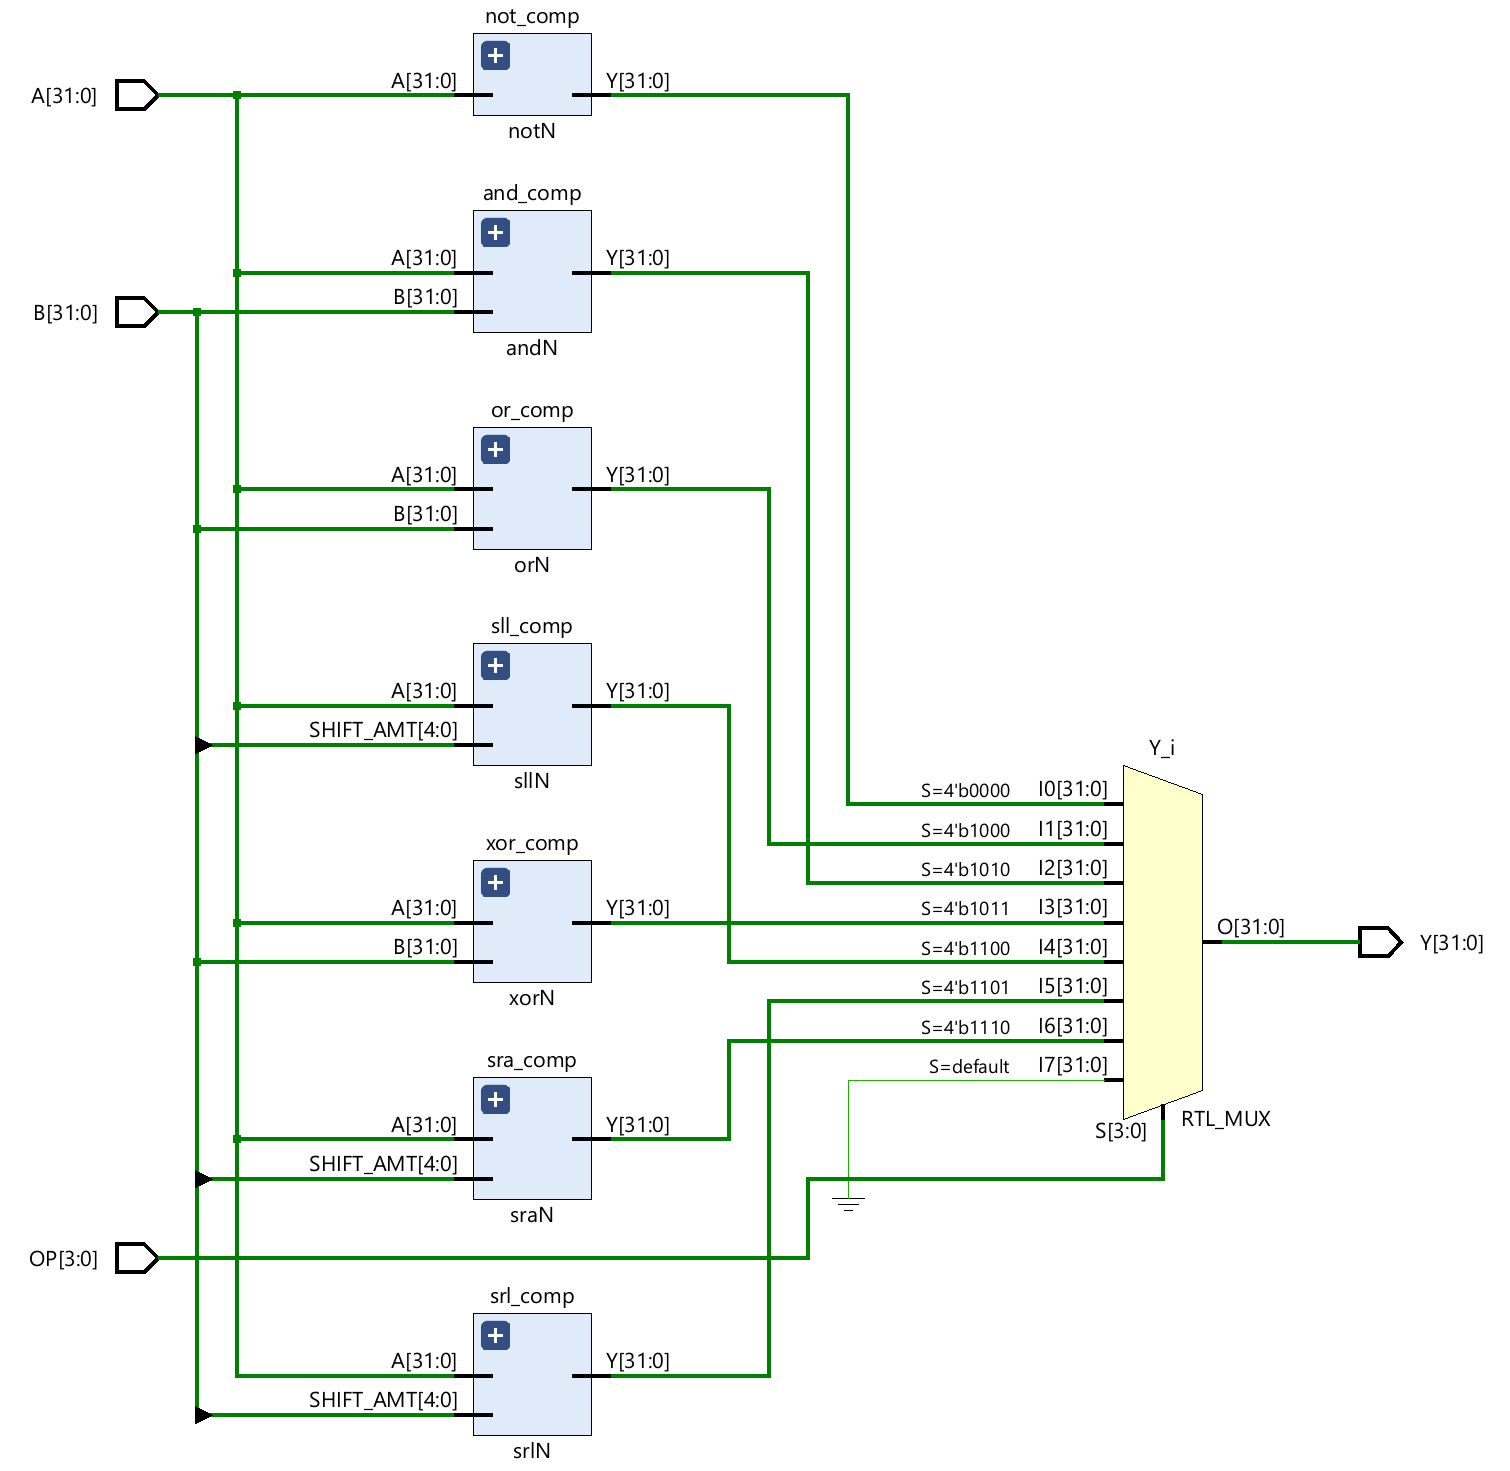 not_comp
A[31:0]
A[31:0]
Y[31:0]
notN
and_comp
A[31:0]
Y[31:0]
B[31:0]
B[31:0]
andN
or_comp
A[31:0]
Y[31:0]
B[31:0]
orN
sll_comp
A[31:0]
Y[31:0]
SHIFT_AMT[4:0]
sllN
Y_i
S=4'b0000 I0[31:0]
S=4'b1000 I1[31:0]
S=4'b1010 I2[31:0]
S=4'b1011 I3[31:0]
S=4'b1100 I4[31:0]
S=4'b1101 I5[31:0]
S=4'b1110 I6[31:0]
S=default I7[31:0]
O[31:0]
Y[31:0]
S[3:0]
RTL_MUX
xor_comp
A[31:0]
Y[31:0]
B[31:0]
xorN
sra_comp
A[31:0]
Y[31:0]
SHIFT_AMT[4:0]
sraN
OP[3:0]
srl_comp
A[31:0]
Y[31:0]
SHIFT_AMT[4:0]
srlN